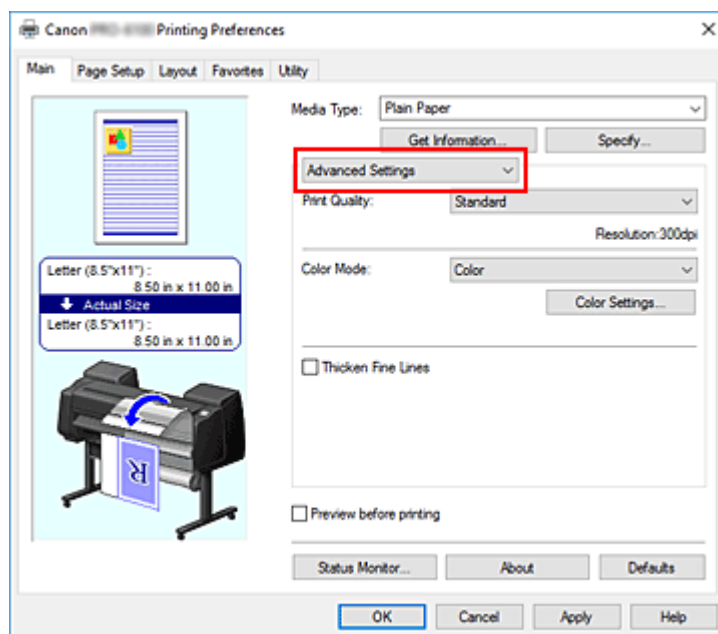 Canon Printing Preferences
Main Page Setup Layout Favorites Utility
Media Type: Plain Paper
Get Information... Specify...
Advanced Settings
Print Quality: Standard
Resolution:300dpi
Color Mode: Color
Color Settings...
Thicken Fine Lines
Letter (8.5"x11") :
8.50 in x 11.00 in
Actual Size
Letter (8.5"x11") :
8.50 in x 11.00 in
R
Preview before printing
Status Monitor... About Defaults
OK Cancel Apply Help